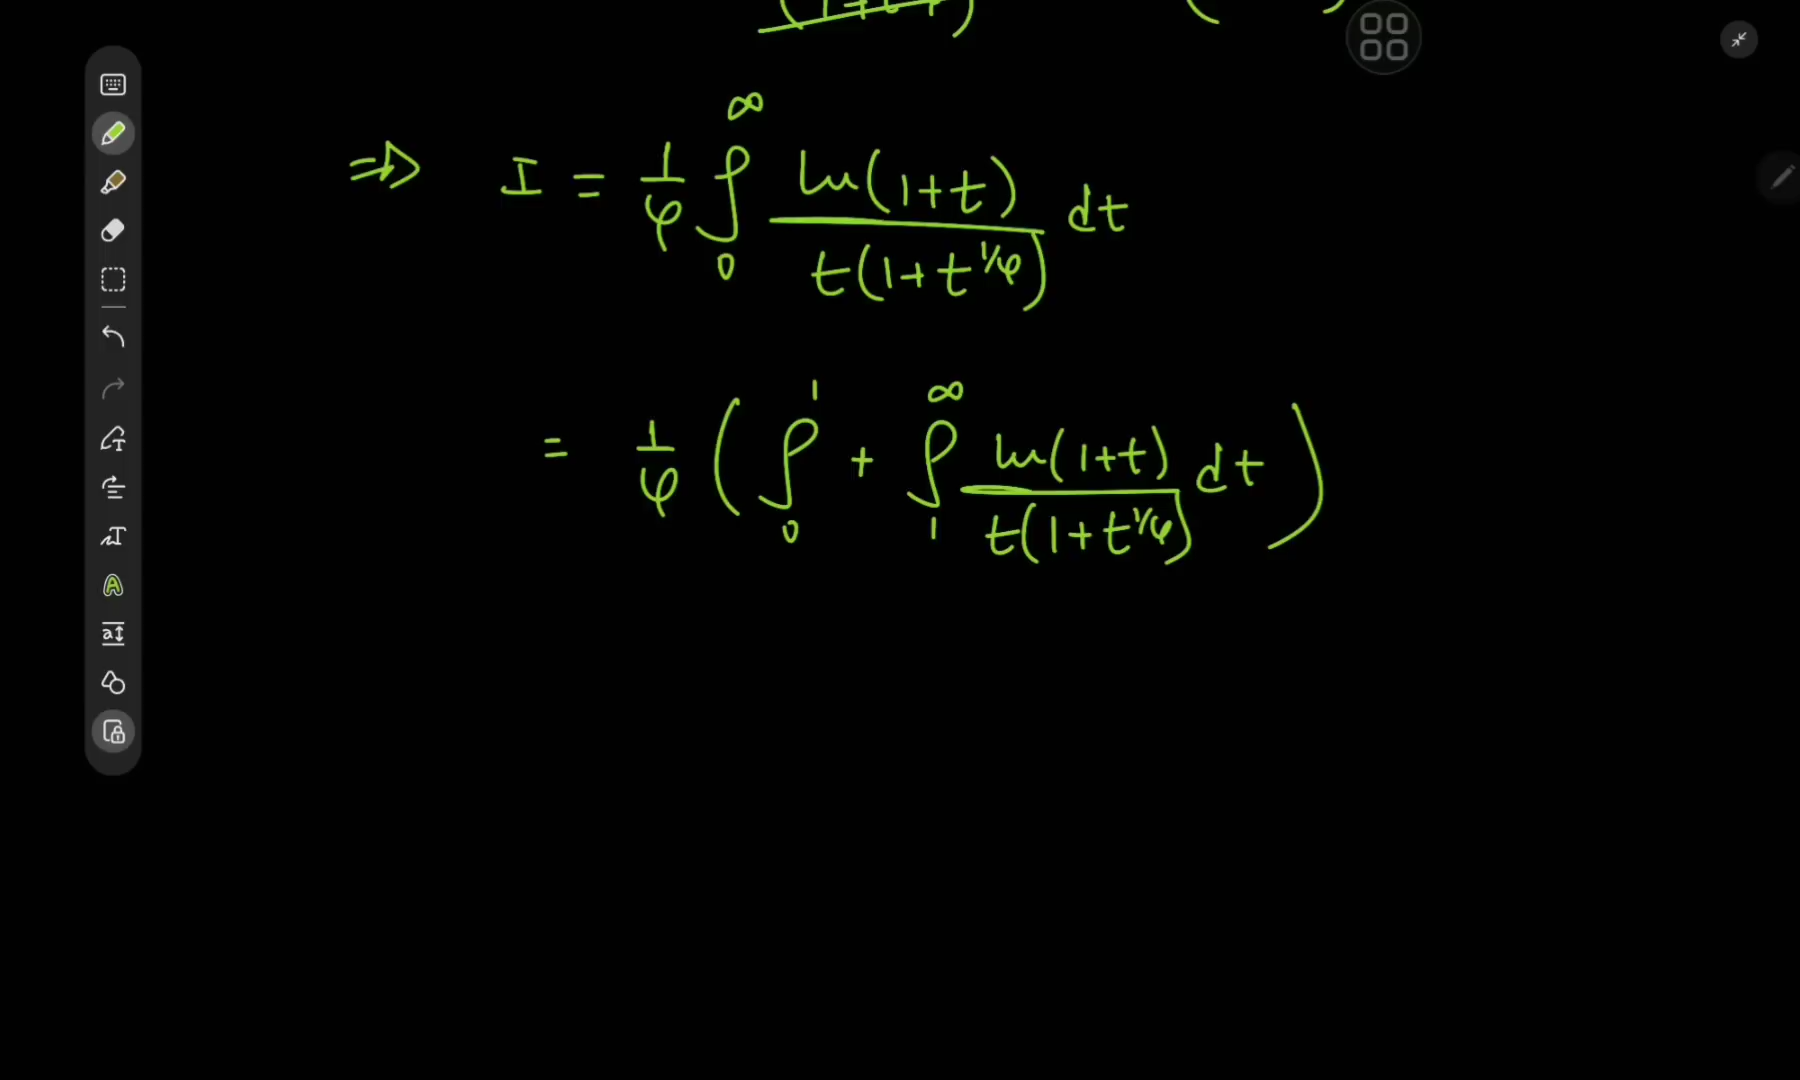 ⇒ I = 1/φ ∫₀^∞ ln(1+t) / t(1+t^(1/φ)) dt
= 1/φ ( ∫₀^1 + ∫₁^∞ ln(1+t) / t(1+t^(1/φ)) dt )